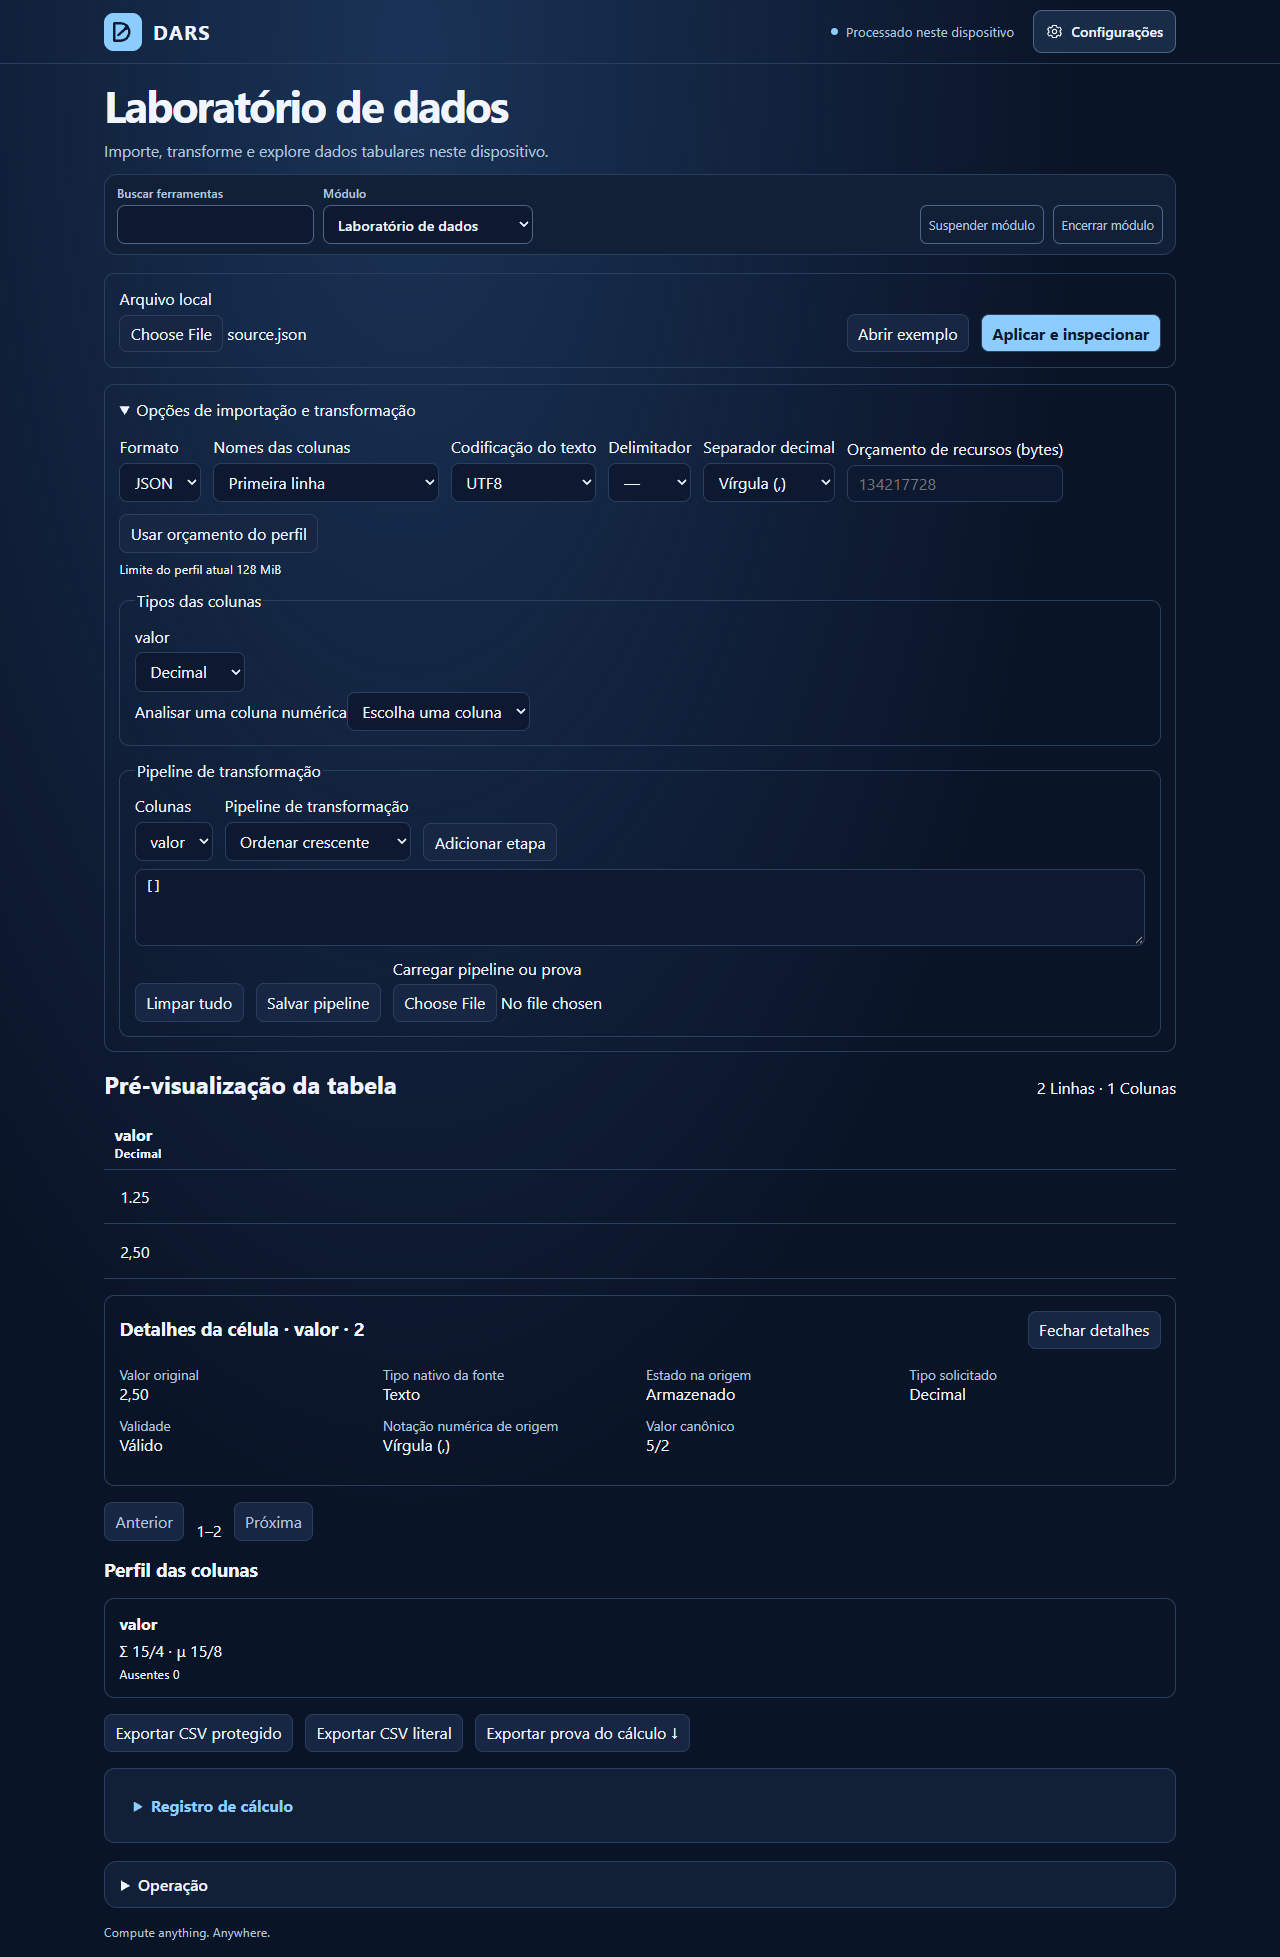 DARS
Processado neste dispositivo
Configurações
Laboratório de dados
Importe, transforme e explore dados tabulares neste dispositivo.
Buscar ferramentas
Módulo
Laboratório de dados
Suspender módulo
Encerrar módulo
Arquivo local
Choose File source.json
Abrir exemplo
Aplicar e inspecionar
▼ Opções de importação e transformação
Formato
Nomes das colunas
Codificação do texto
Delimitador
Separador decimal
Orçamento de recursos (bytes)
JSON
Primeira linha
UTF8
—
Vírgula (,)
134217728
Usar orçamento do perfil
Limite do perfil atual 128 MiB
Tipos das colunas
valor
Decimal
Analisar uma coluna numérica Escolha uma coluna
Pipeline de transformação
Colunas
Pipeline de transformação
valor
Ordenar crescente
Adicionar etapa
[]
Carregar pipeline ou prova
Limpar tudo
Salvar pipeline
Choose File No file chosen
Pré-visualização da tabela
2 Linhas · 1 Colunas
valor
Decimal
1.25
2,50
Detalhes da célula · valor · 2
Fechar detalhes
Valor original
2,50
Tipo nativo da fonte
Texto
Estado na origem
Armazenado
Tipo solicitado
Decimal
Validade
Válido
Notação numérica de origem
Vírgula (,)
Valor canônico
5/2
Anterior
1–2
Próxima
Perfil das colunas
valor
Σ 15/4 · μ 15/8
Ausentes 0
Exportar CSV protegido
Exportar CSV literal
Exportar prova do cálculo ↓
▶ Registro de cálculo
▶ Operação
Compute anything. Anywhere.